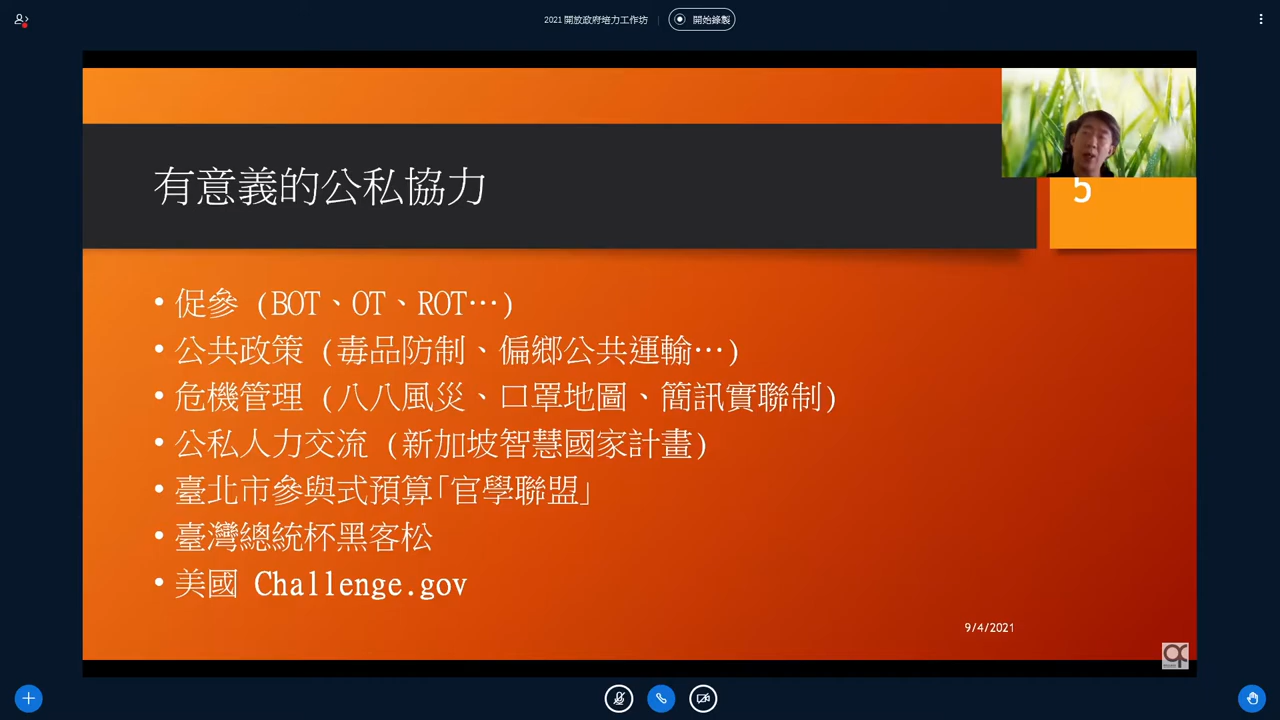 2021 開放政府培力工作坊
開始錄製
有意義的公私協力
5
• 促參 (BOT、OT、ROT…)
• 公共政策 (毒品防制、偏鄉公共運輸…)
• 危機管理 (八八風災、口罩地圖、簡訊實聯制)
• 公私人力交流 (新加坡智慧國家計畫)
• 臺北市參與式預算「官學聯盟」
• 臺灣總統杯黑客松
• 美國 Challenge.gov
9/4/2021